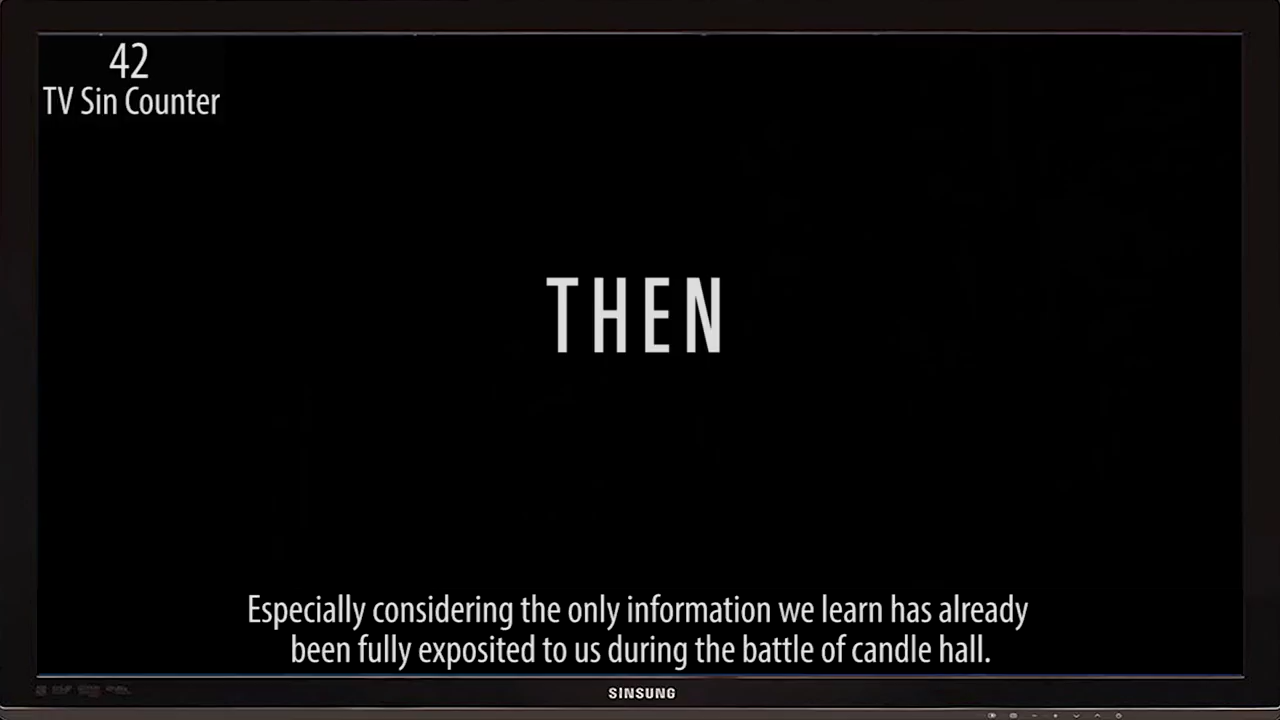 42
TV Sin Counter
THEN
Especially considering the only information we learn has already
been fully exposited to us during the battle of candle hall.
SINSUNG